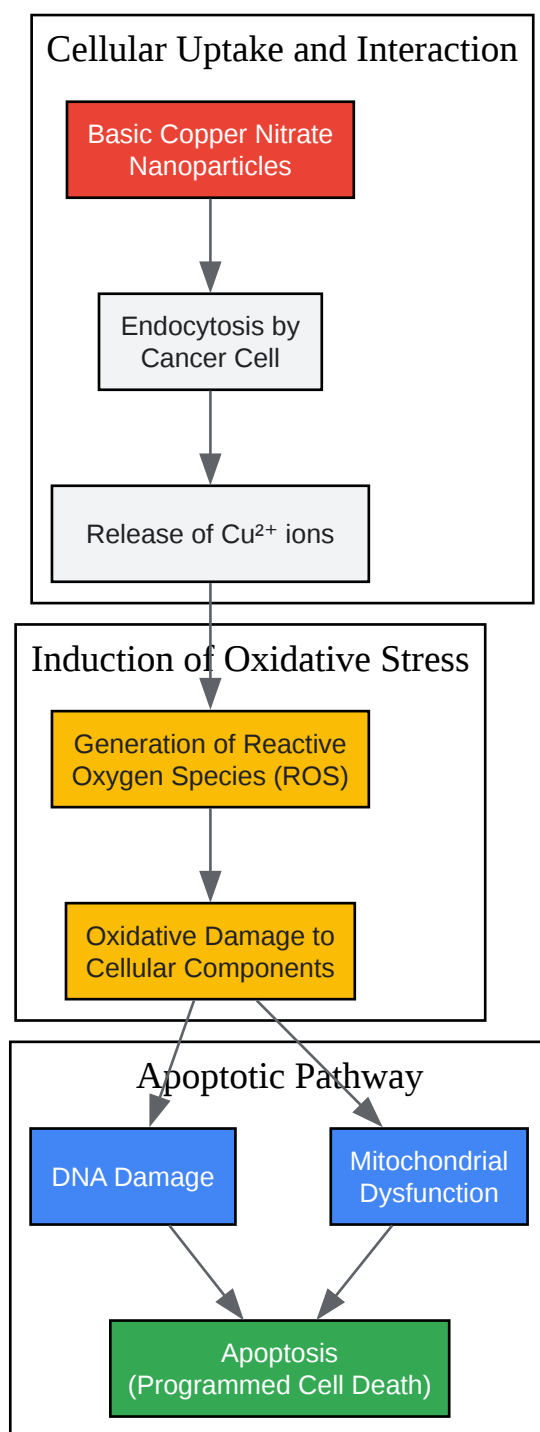 Cellular Uptake and Interaction
Basic Copper Nitrate
Nanoparticles
Endocytosis by
Cancer Cell
Release of Cu²⁺ ions
Induction of Oxidative Stress
Generation of Reactive
Oxygen Species (ROS)
Oxidative Damage to
Cellular Components
Apoptotic Pathway
DNA Damage
Mitochondrial
Dysfunction
Apoptosis
(Programmed Cell Death)